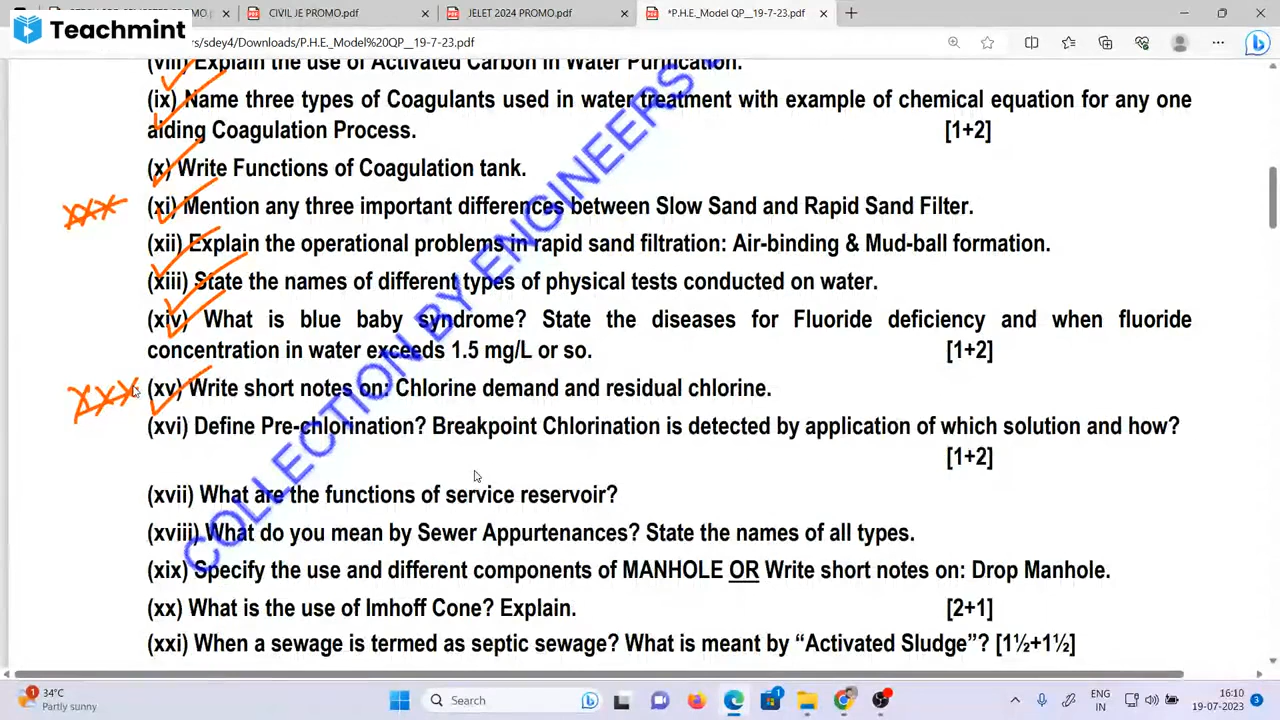 CIVIL JE PROMO.pdf
JELET 2024 PROMO.pdf
*P.H.E._Model QP__19-7-23.pdf
Teachmint
rs/sdey4/Downloads/P.H.E._Model%20QP__19-7-23.pdf
(viii) Explain the use of Activated Carbon in Water Purification.
(ix) Name three types of Coagulants used in water treatment with example of chemical equation for any one
aiding Coagulation Process. [1+2]
(x) Write Functions of Coagulation tank.
XXX (xi) Mention any three important differences between Slow Sand and Rapid Sand Filter.
(xii) Explain the operational problems in rapid sand filtration: Air-binding & Mud-ball formation.
(xiii) State the names of different types of physical tests conducted on water.
(xiv) What is blue baby syndrome? State the diseases for Fluoride deficiency and when fluoride
concentration in water exceeds 1.5 mg/L or so. [1+2]
XXX (xv) Write short notes on: Chlorine demand and residual chlorine.
(xvi) Define Pre-chlorination? Breakpoint Chlorination is detected by application of which solution and how?
[1+2]
(xvii) What are the functions of service reservoir?
(xviii) What do you mean by Sewer Appurtenances? State the names of all types.
(xix) Specify the use and different components of MANHOLE OR Write short notes on: Drop Manhole.
(xx) What is the use of Imhoff Cone? Explain. [2+1]
(xxi) When a sewage is termed as septic sewage? What is meant by “Activated Sludge”? [1½+1½]
COLLECTION BY ENGINEERS
1
34°C
Partly sunny
Search
1
ENG
IN
16:10
19-07-2023
3